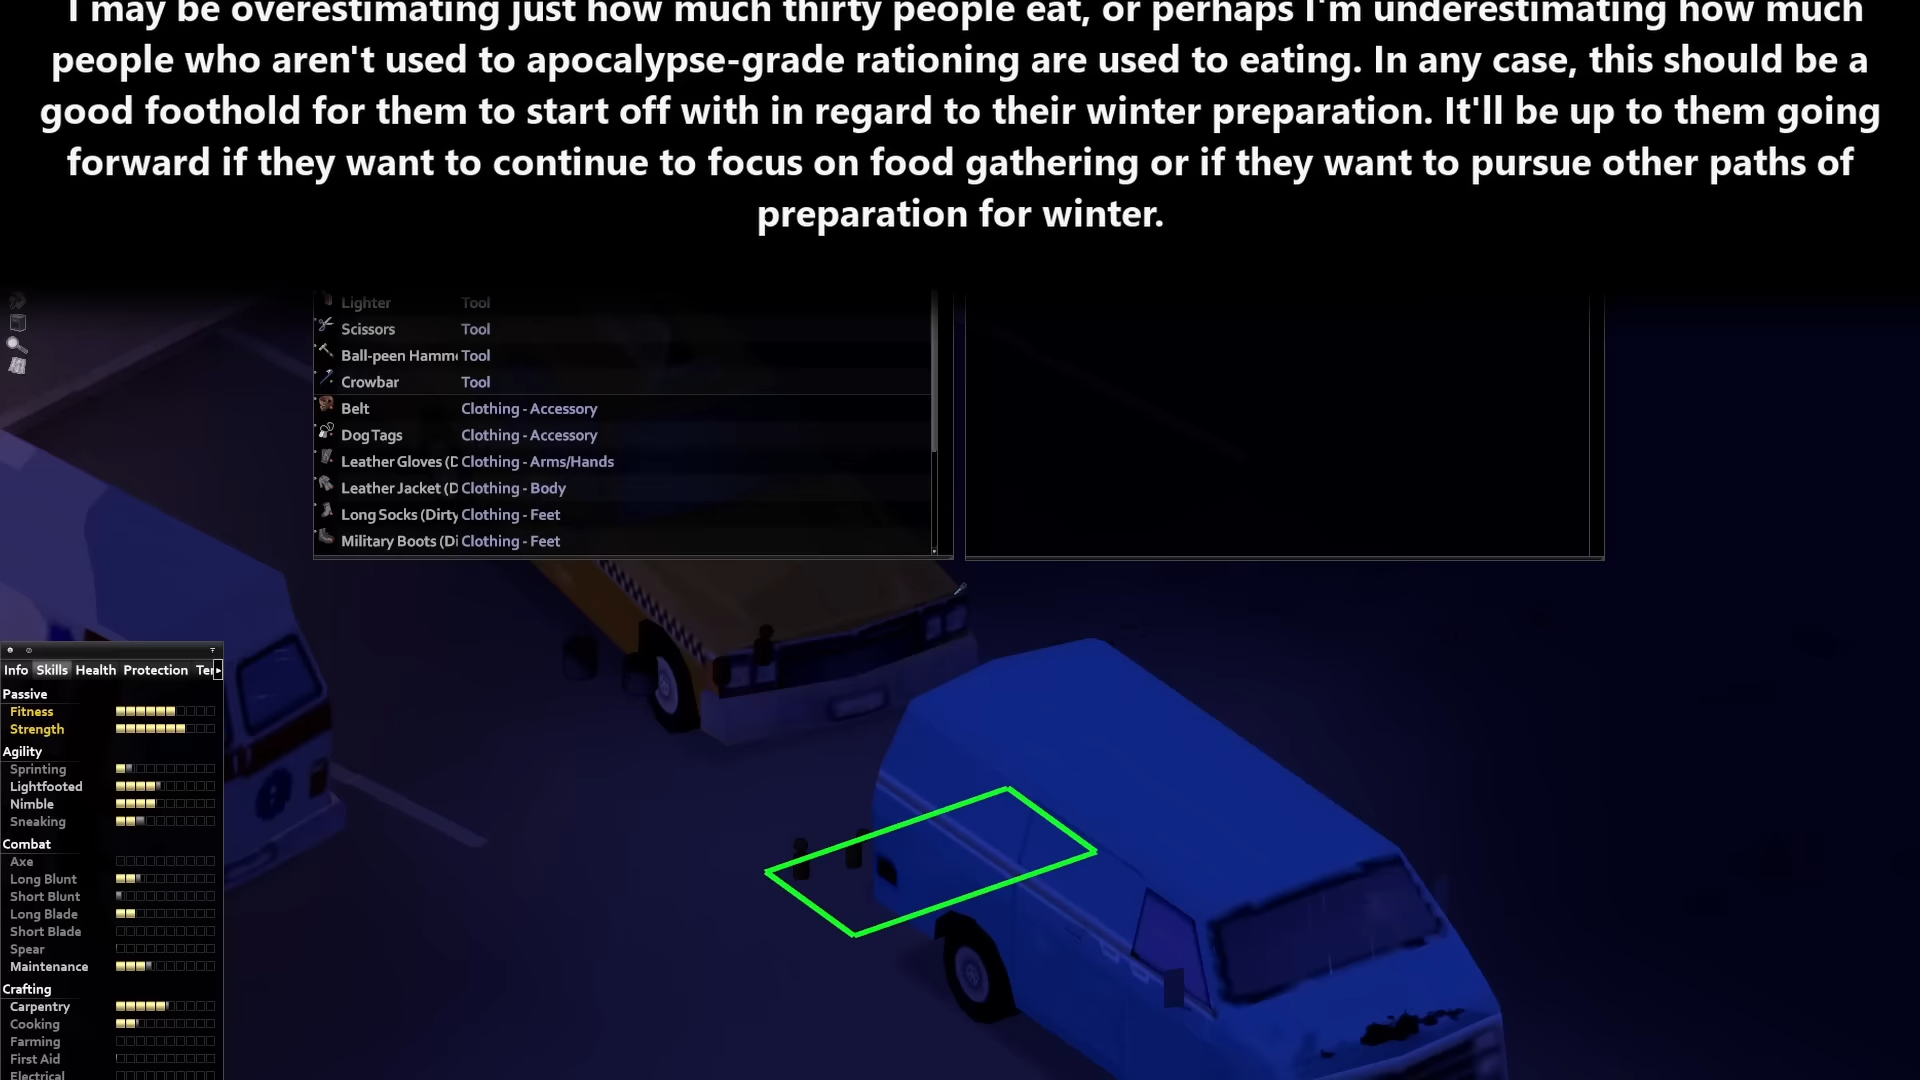 I may be overestimating just how much thirty people eat, or perhaps I'm underestimating how much
people who aren't used to apocalypse-grade rationing are used to eating. In any case, this should be a
good foothold for them to start off with in regard to their winter preparation. It'll be up to them going
forward if they want to continue to focus on food gathering or if they want to pursue other paths of
preparation for winter.
Lighter Tool
Scissors Tool
Ball-peen Hamm Tool
Crowbar Tool
Belt Clothing - Accessory
Dog Tags Clothing - Accessory
Leather Gloves (D Clothing - Arms/Hands
Leather Jacket (D Clothing - Body
Long Socks (Dirty Clothing - Feet
Military Boots (Di Clothing - Feet
Info Skills Health Protection Te
Passive
Fitness
Strength
Agility
Sprinting
Lightfooted
Nimble
Sneaking
Combat
Axe
Long Blunt
Short Blunt
Long Blade
Short Blade
Spear
Maintenance
Crafting
Carpentry
Cooking
Farming
First Aid
Electrical